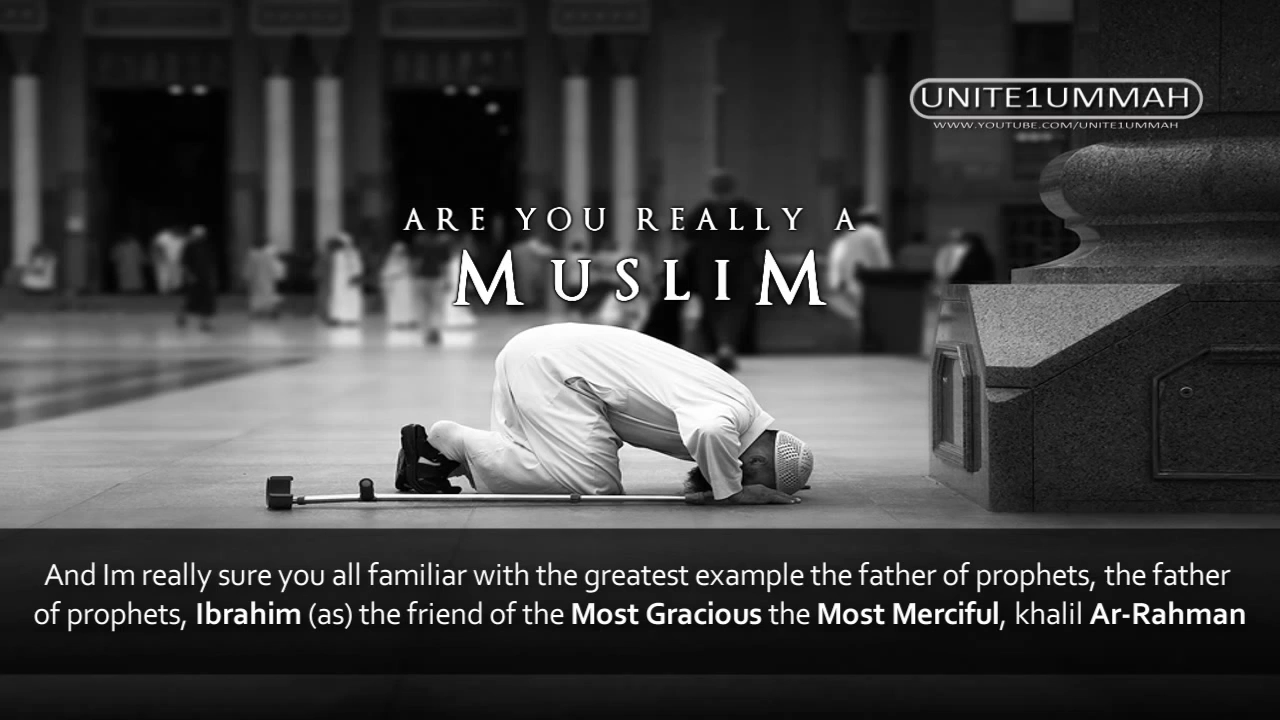 UNITE1UMMAH
WWW.YOUTUBE.COM/UNITE1UMMAH
ARE YOU REALLY A
MUSLIM
And Im really sure you all familiar with the greatest example the father of prophets, the father
of prophets, Ibrahim (as) the friend of the Most Gracious the Most Merciful, khalil Ar-Rahman